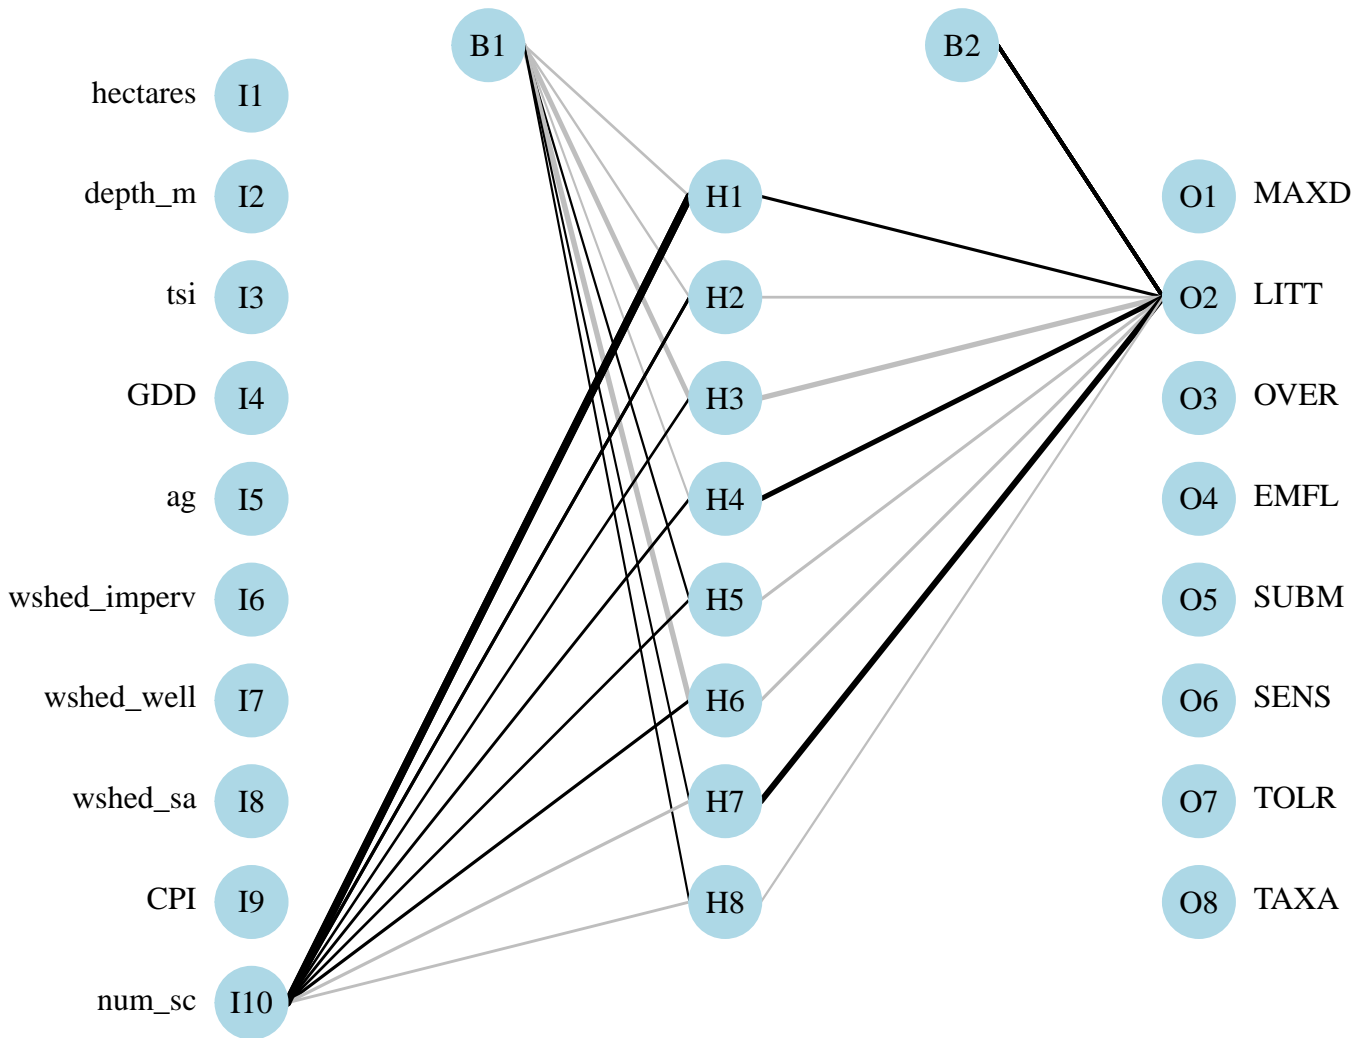 B1
B2
hectares I1
depth_m I2 H1 O1 MAXD
tsi I3 H2 O2 LITT
GDD I4 H3 O3 OVER
ag I5 H4 O4 EMFL
wshed_imperv I6 H5 O5 SUBM
wshed_well I7 H6 O6 SENS
wshed_sa I8 H7 O7 TOLR
CPI I9 H8 O8 TAXA
num_sc I10